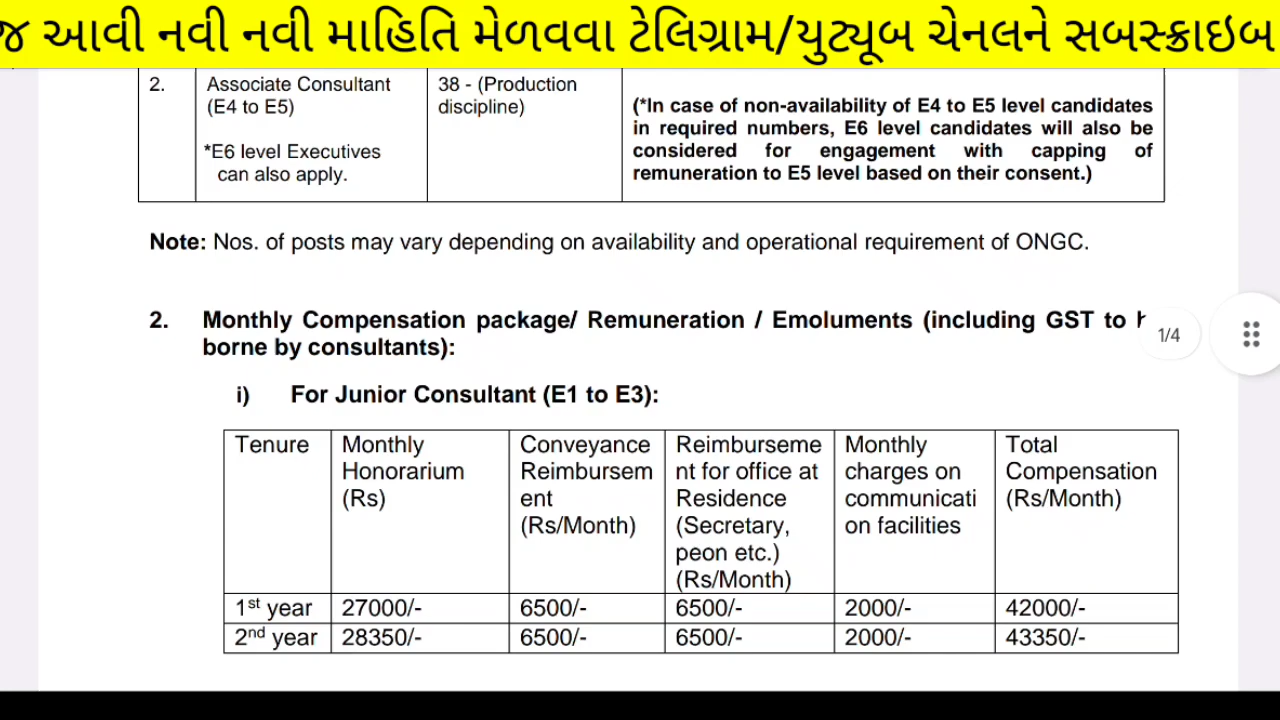 જ આવી નવી નવી માહિતિ મેળવવા ટેલિગ્રામ/યુટ્યૂબ ચેનલને સબસ્ક્રાઇબ
2. Associate Consultant 38 - (Production
(E4 to E5) discipline)
(*In case of non-availability of E4 to E5 level candidates
in required numbers, E6 level candidates will also be
*E6 level Executives considered for engagement with capping of
can also apply. remuneration to E5 level based on their consent.)
Note: Nos. of posts may vary depending on availability and operational requirement of ONGC.
2. Monthly Compensation package/ Remuneration / Emoluments (including GST to
1/4
borne by consultants):
i) For Junior Consultant (E1 to E3):
Tenure Monthly Conveyance Reimburseme Monthly Total
Honorarium Reimbursem nt for office at charges on Compensation
(Rs) ent Residence communicati (Rs/Month)
(Rs/Month) (Secretary, on facilities
peon etc.)
(Rs/Month)
1st year 27000/- 6500/- 6500/- 2000/- 42000/-
2nd year 28350/- 6500/- 6500/- 2000/- 43350/-